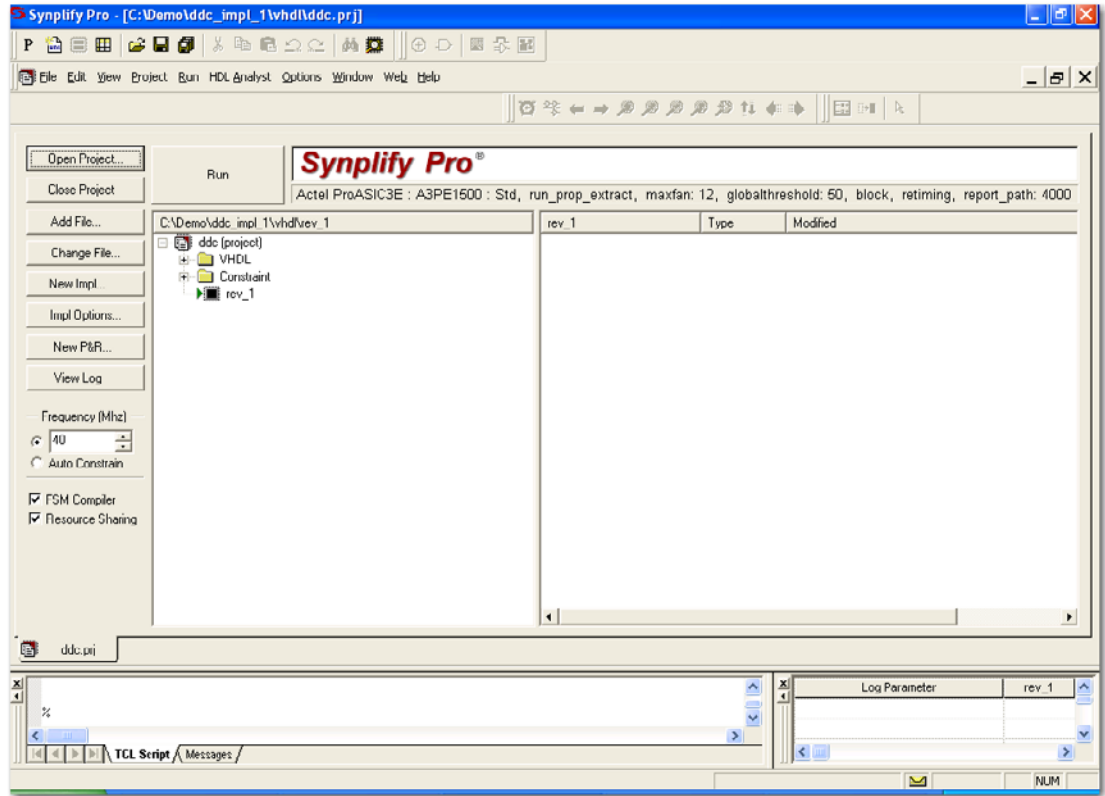 Synplify Pro - [C:\Demo\ddc_impl_1\vhdl\ddc.prj]
P
File Edit View Project Run HDL Analyst Options Window Web Help
Open Project...
Close Project
Add File...
Change File...
New Impl...
Impl Options...
New P&R...
View Log
Frequency (Mhz)
40
Auto Constrain
FSM Compiler
Resource Sharing
Run
Synplify Pro®
Actel ProASIC3E : A3PE1500 : Std, run_prop_extract, maxfan: 12, globalthreshold: 50, block, retiming, report_path: 4000
C:\Demo\ddc_impl_1\vhdl\rev_1
ddc (project)
VHDL
Constraint
rev_1
rev_1 Type Modified
ddc.prj
%
TCL Script Messages
Log Parameter rev_1
NUM